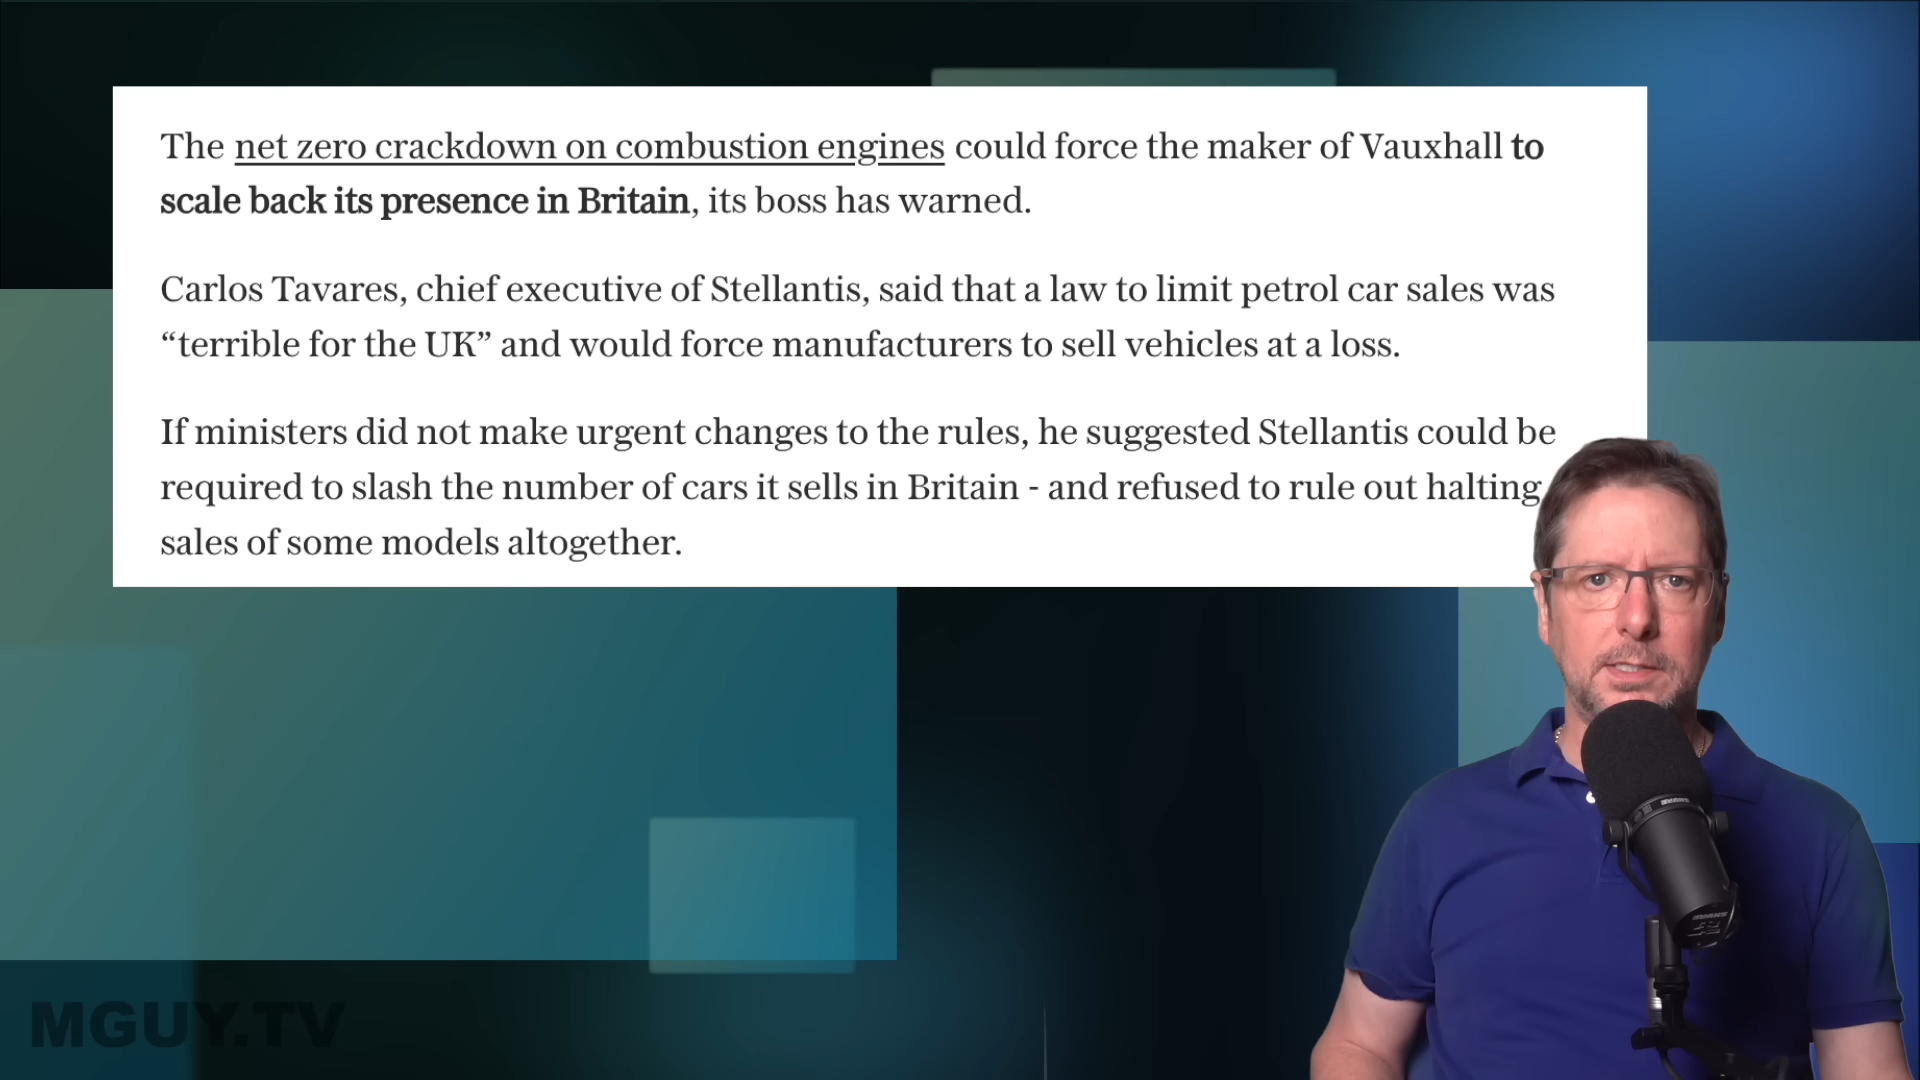 The net zero crackdown on combustion engines could force the maker of Vauxhall to
scale back its presence in Britain, its boss has warned.
Carlos Tavares, chief executive of Stellantis, said that a law to limit petrol car sales was
“terrible for the UK” and would force manufacturers to sell vehicles at a loss.
If ministers did not make urgent changes to the rules, he suggested Stellantis could be
required to slash the number of cars it sells in Britain - and refused to rule out halting
sales of some models altogether.
MGUY.TV